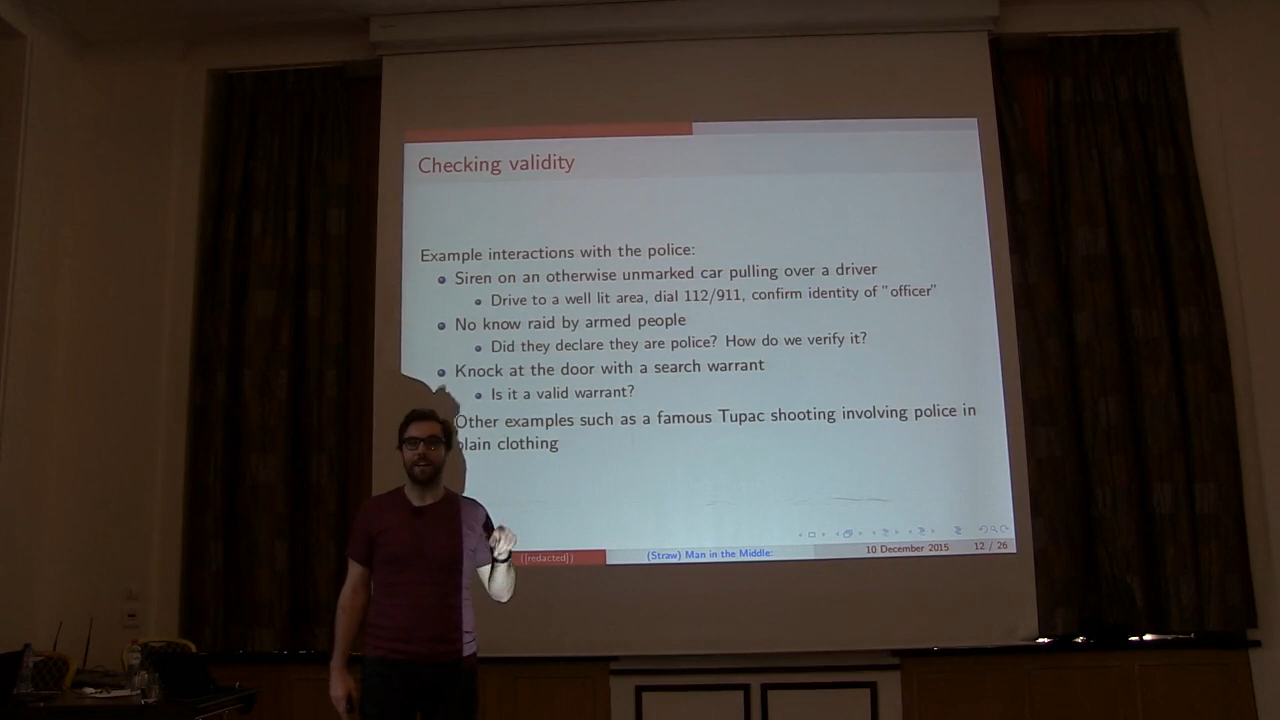 Checking validity
Example interactions with the police:
Siren on an otherwise unmarked car pulling over a driver
Drive to a well lit area, dial 112/911, confirm identity of "officer"
No know raid by armed people
Did they declare they are police? How do we verify it?
Knock at the door with a search warrant
Is it a valid warrant?
Other examples such as a famous Tupac shooting involving police in
plain clothing
([redacted]) (Straw) Man in the Middle: 10 December 2015 12 / 26